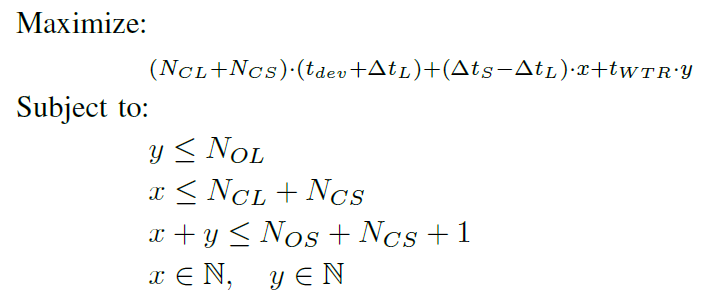 Maximize:
(N_{CL}+N_{CS})·(t_{dev}+Δt_L)+(Δt_S−Δt_L)·x+t_{WTR}·y
Subject to:
y ≤ N_{OL}
x ≤ N_{CL} + N_{CS}
x + y ≤ N_{OS} + N_{CS} + 1
x ∈ ℕ, y ∈ ℕ